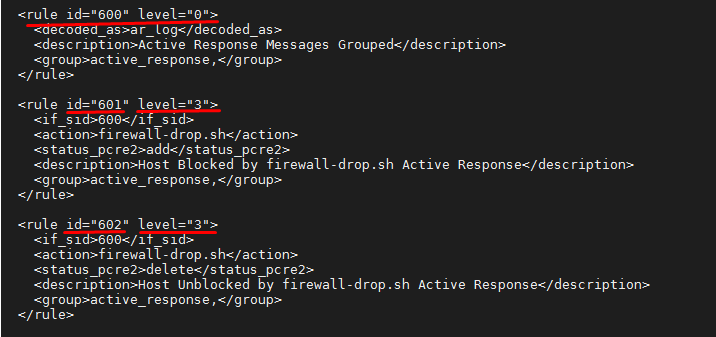 <rule id="600" level="0">
<decoded_as>ar_log</decoded_as>
<description>Active Response Messages Grouped</description>
<group>active_response,</group>
</rule>
<rule id="601" level="3">
<if_sid>600</if_sid>
<action>firewall-drop.sh</action>
<status_pcre2>add</status_pcre2>
<description>Host Blocked by firewall-drop.sh Active Response</description>
<group>active_response,</group>
</rule>
<rule id="602" level="3">
<if_sid>600</if_sid>
<action>firewall-drop.sh</action>
<status_pcre2>delete</status_pcre2>
<description>Host Unblocked by firewall-drop.sh Active Response</description>
<group>active_response,</group>
</rule>